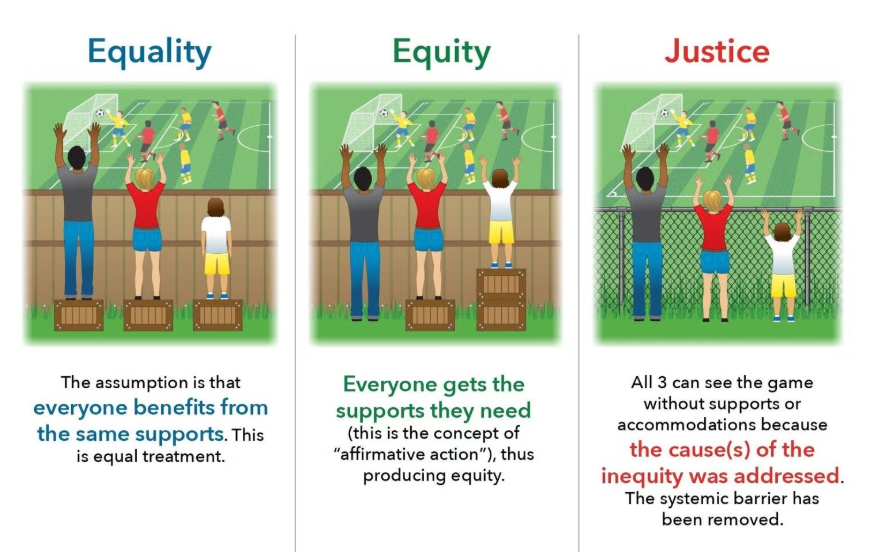 Equality
The assumption is that
everyone benefits from
the same supports. This
is equal treatment.
Equity
Everyone gets the
supports they need
(this is the concept of
“affirmative action”), thus
producing equity.
Justice
All 3 can see the game
without supports or
accommodations because
the cause(s) of the
inequity was addressed.
The systemic barrier has
been removed.